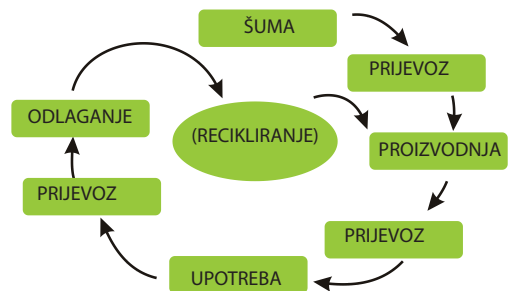 ŠUMA
PRIJEVOZ
ODLAGANJE
(RECIKLIRANJE)
PROIZVODNJA
PRIJEVOZ
PRIJEVOZ
UPOTREBA